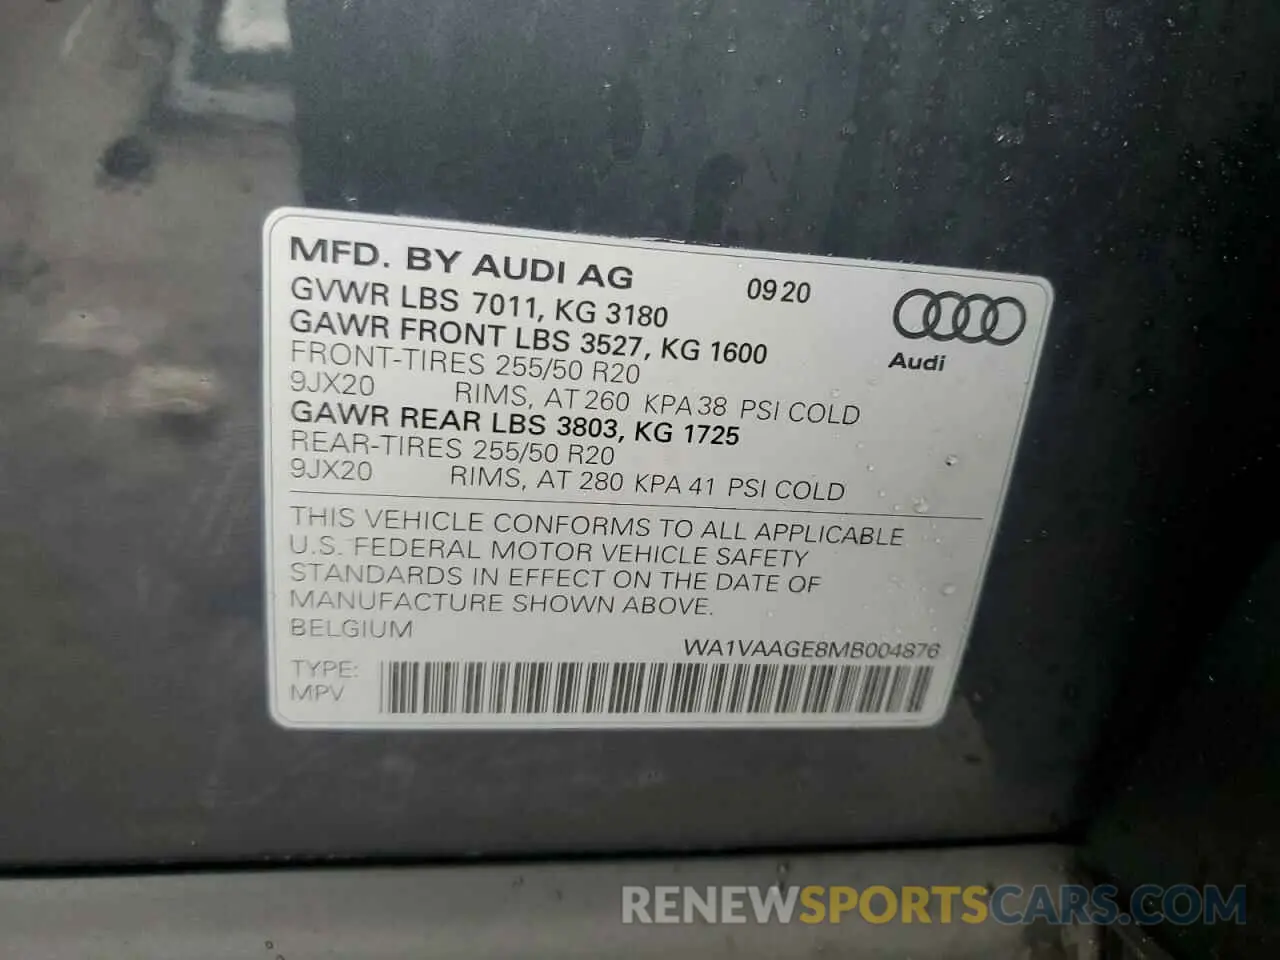 MFD. BY AUDI AG 09 20
GVWR LBS 7011, KG 3180
GAWR FRONT LBS 3527, KG 1600
Audi
FRONT-TIRES 255/50 R20
9JX20 RIMS, AT 260 KPA 38 PSI COLD
GAWR REAR LBS 3803, KG 1725
REAR-TIRES 255/50 R20
9JX20 RIMS, AT 280 KPA 41 PSI COLD
THIS VEHICLE CONFORMS TO ALL APPLICABLE
U.S. FEDERAL MOTOR VEHICLE SAFETY
STANDARDS IN EFFECT ON THE DATE OF
MANUFACTURE SHOWN ABOVE.
BELGIUM WA1VAAGE8MB004876
TYPE:
MPV
RENEWSPORTSCARS.COM